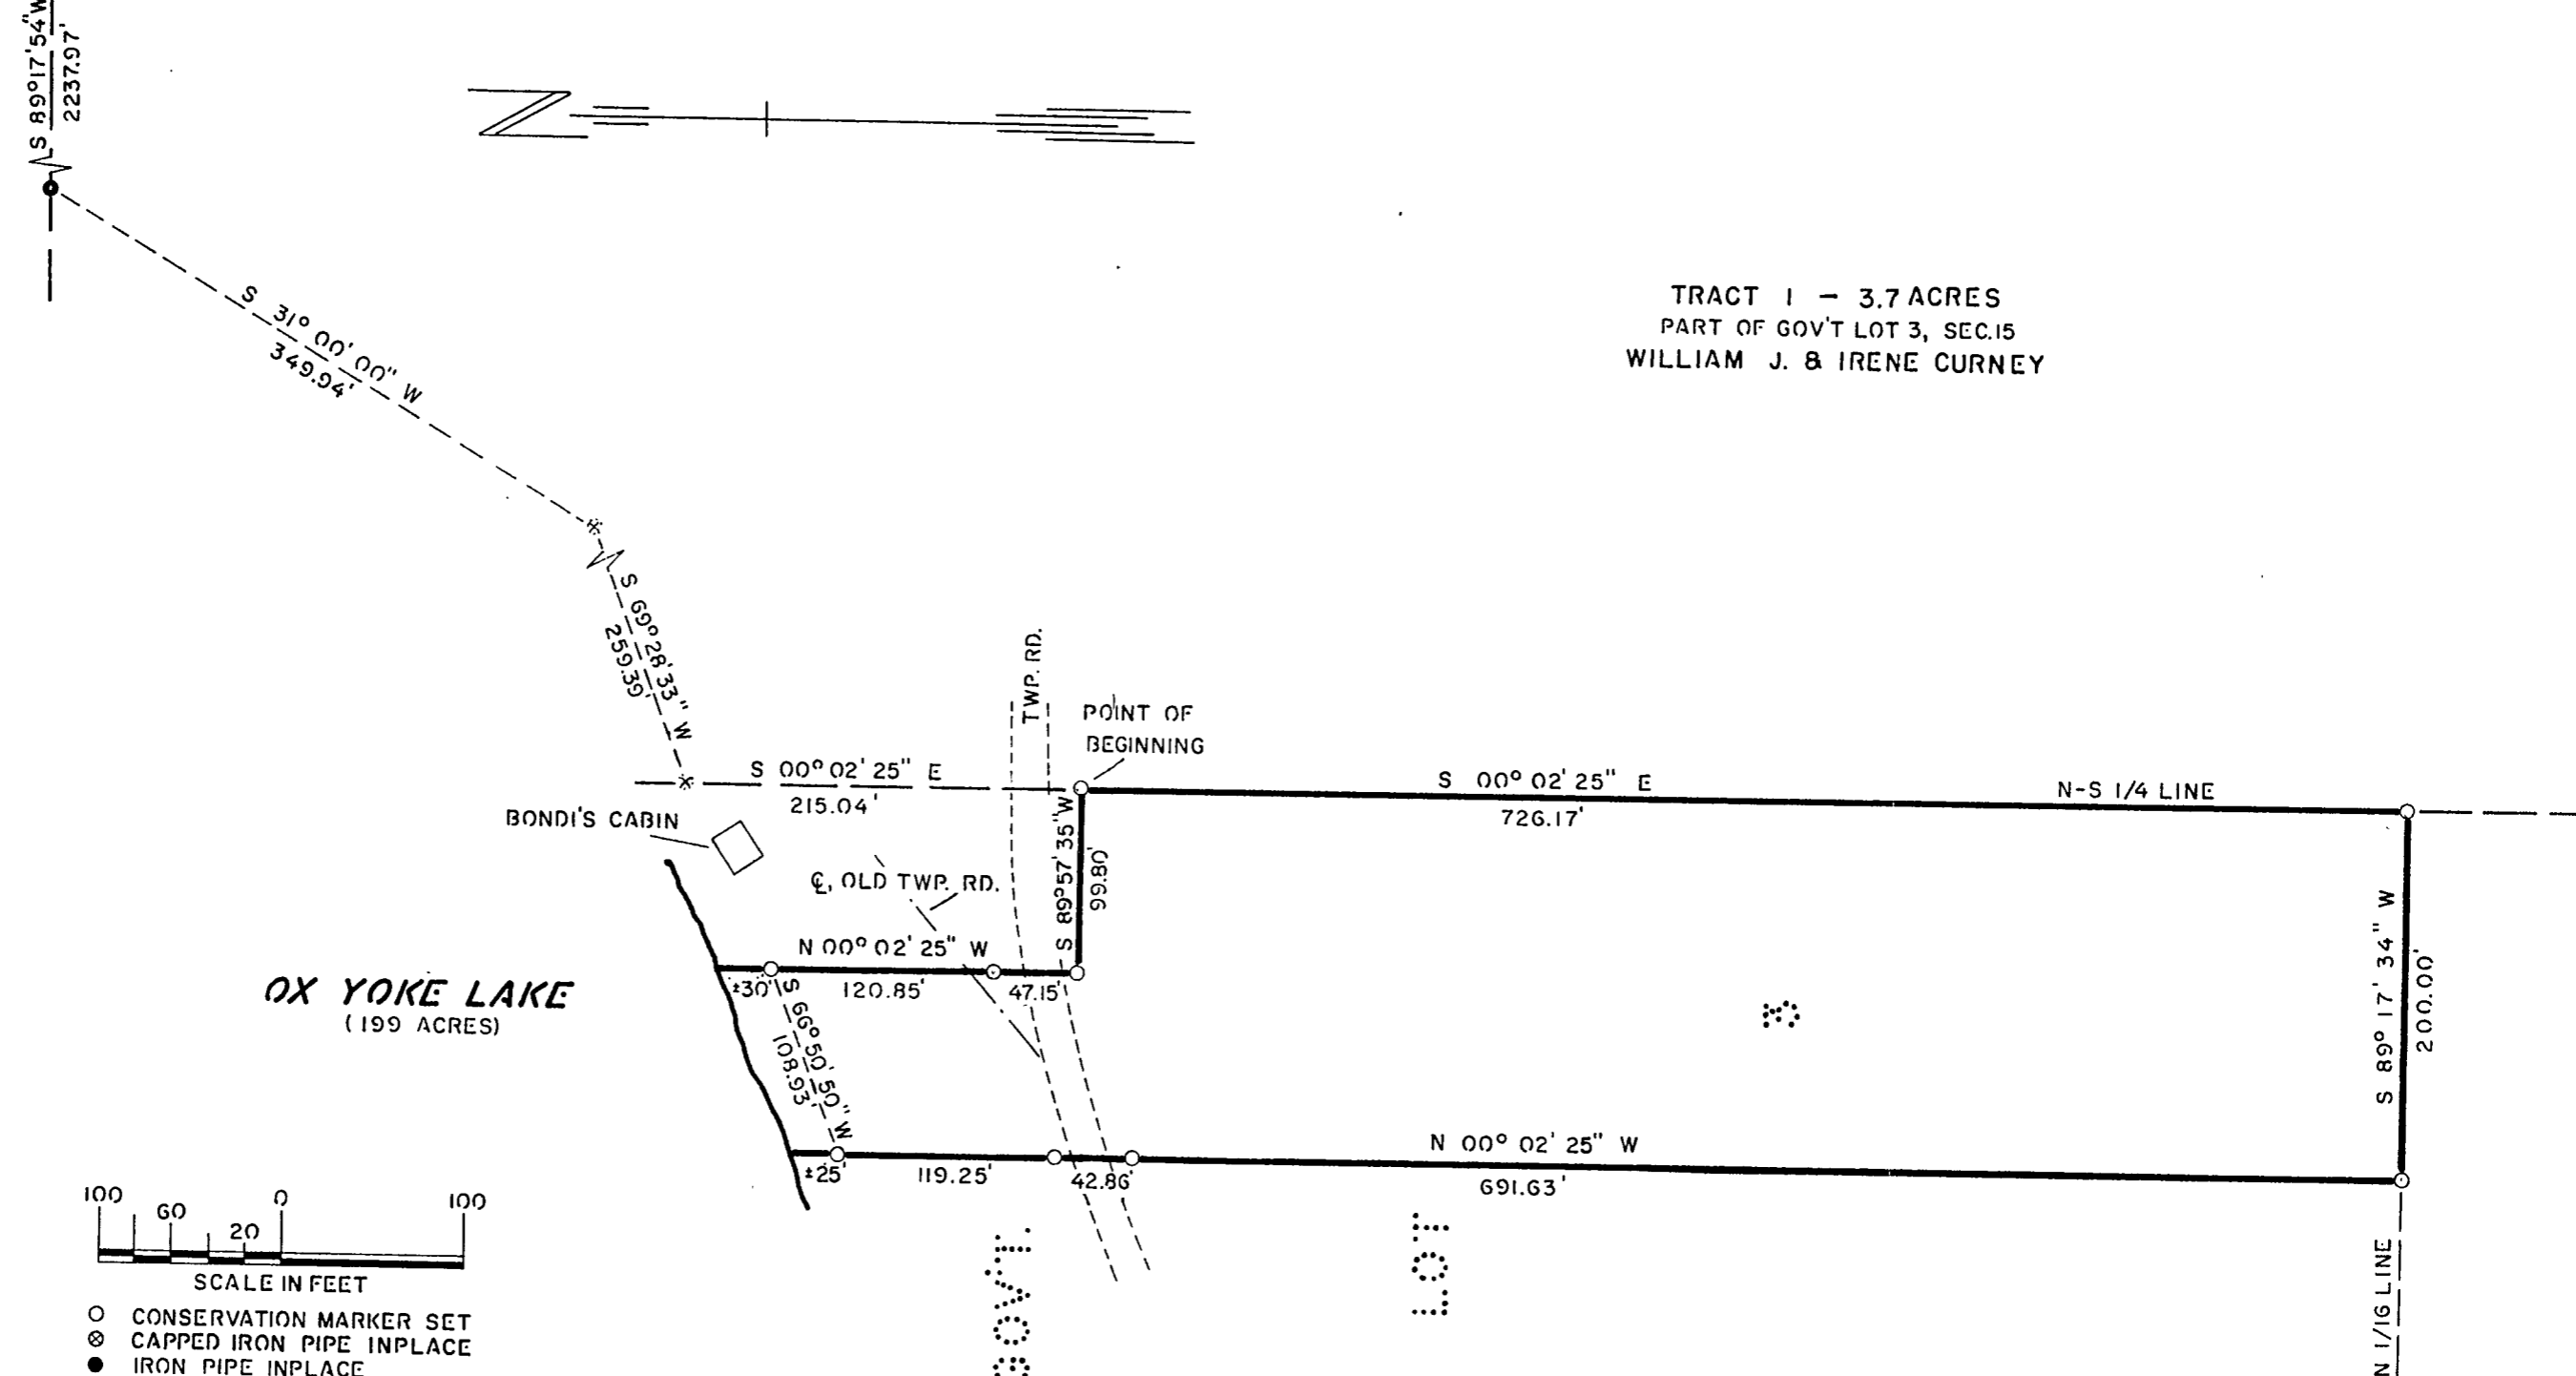 S 89°17'54"W
2237.97'
N
S 31° 00' 00" W
349.94'
TRACT 1 - 3.7 ACRES
PART OF GOV'T LOT 3, SEC.15
WILLIAM J. & IRENE CURNEY
S 69° 28' 33" W
259.39'
TWP. RD.
POINT OF
BEGINNING
S 00° 02' 25" E
215.04'
S 00° 02' 25" E
726.17'
N-S 1/4 LINE
BONDI'S CABIN
℄ OLD TWP. RD.
S 89°57'35"W
99.80'
N 00° 02' 25" W
±30'
120.85'
47.15'
OX YOKE LAKE
(199 ACRES)
S 66° 50' 50" W
108.93'
3
S 89° 17' 34" W
200.00'
±25'
119.25'
42.86'
N 00° 02' 25" W
691.63'
GOV'T.
LOT
N 1/16 LINE
100 60 20 0 100
SCALE IN FEET
CONSERVATION MARKER SET
CAPPED IRON PIPE INPLACE
IRON PIPE INPLACE